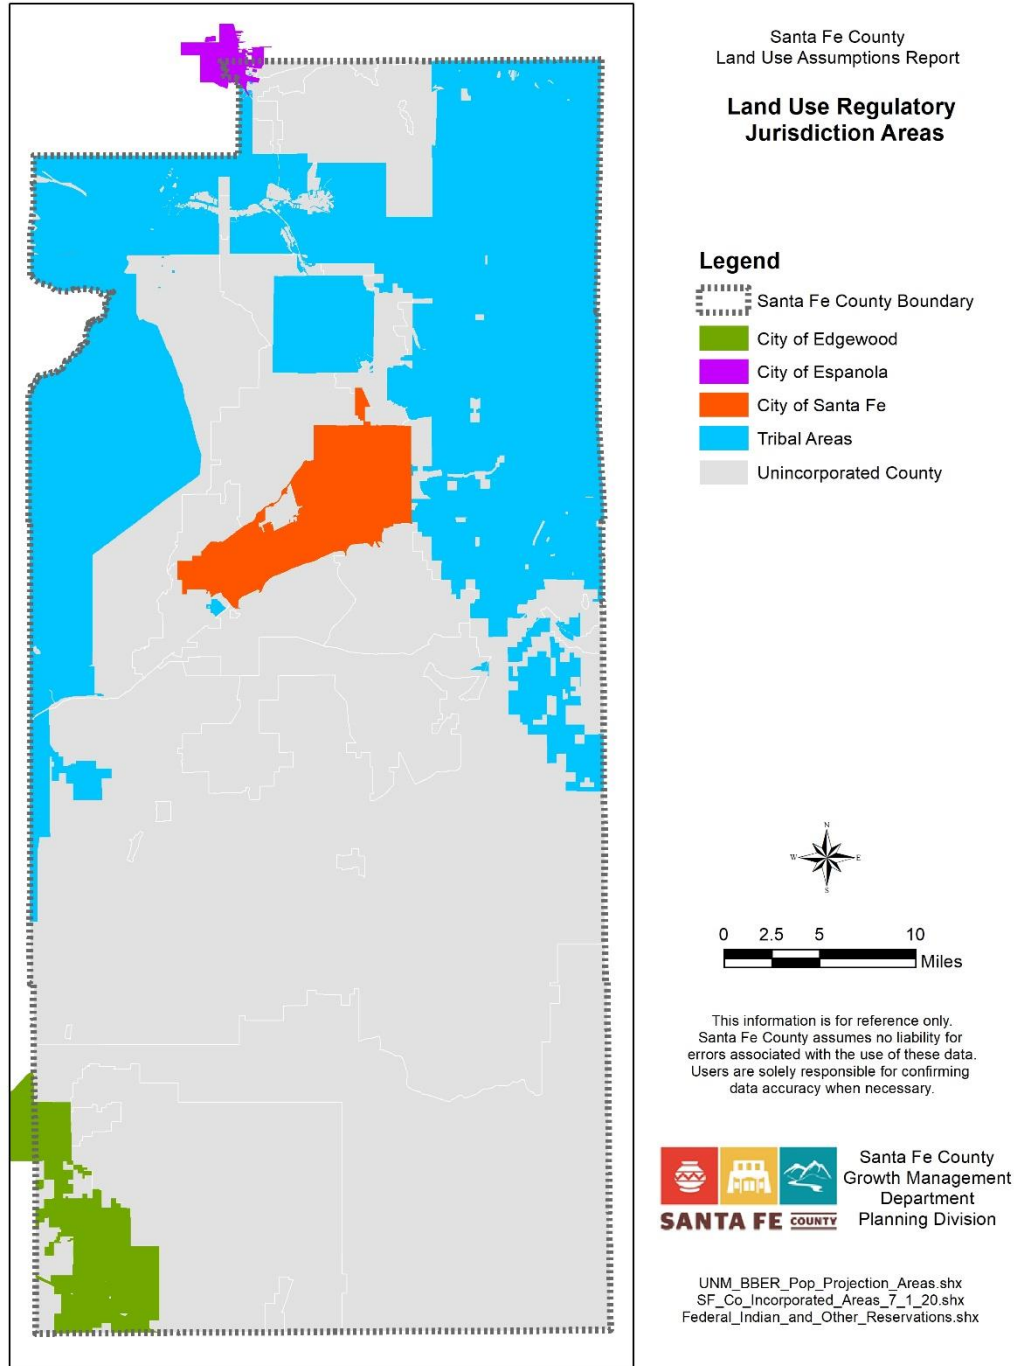 Santa Fe County
Land Use Assumptions Report
Land Use Regulatory
Jurisdiction Areas
Legend
Santa Fe County Boundary
City of Edgewood
City of Espanola
City of Santa Fe
Tribal Areas
Unincorporated County
N
W
E
S
0 2.5 5 10
Miles
This information is for reference only.
Santa Fe County assumes no liability for
errors associated with the use of these data.
Users are solely responsible for confirming
data accuracy when necessary.
SANTA FE COUNTY
Santa Fe County
Growth Management
Department
Planning Division
UNM_BBER_Pop_Projection_Areas.shx
SF_Co_Incorporated_Areas_7_1_20.shx
Federal_Indian_and_Other_Reservations.shx